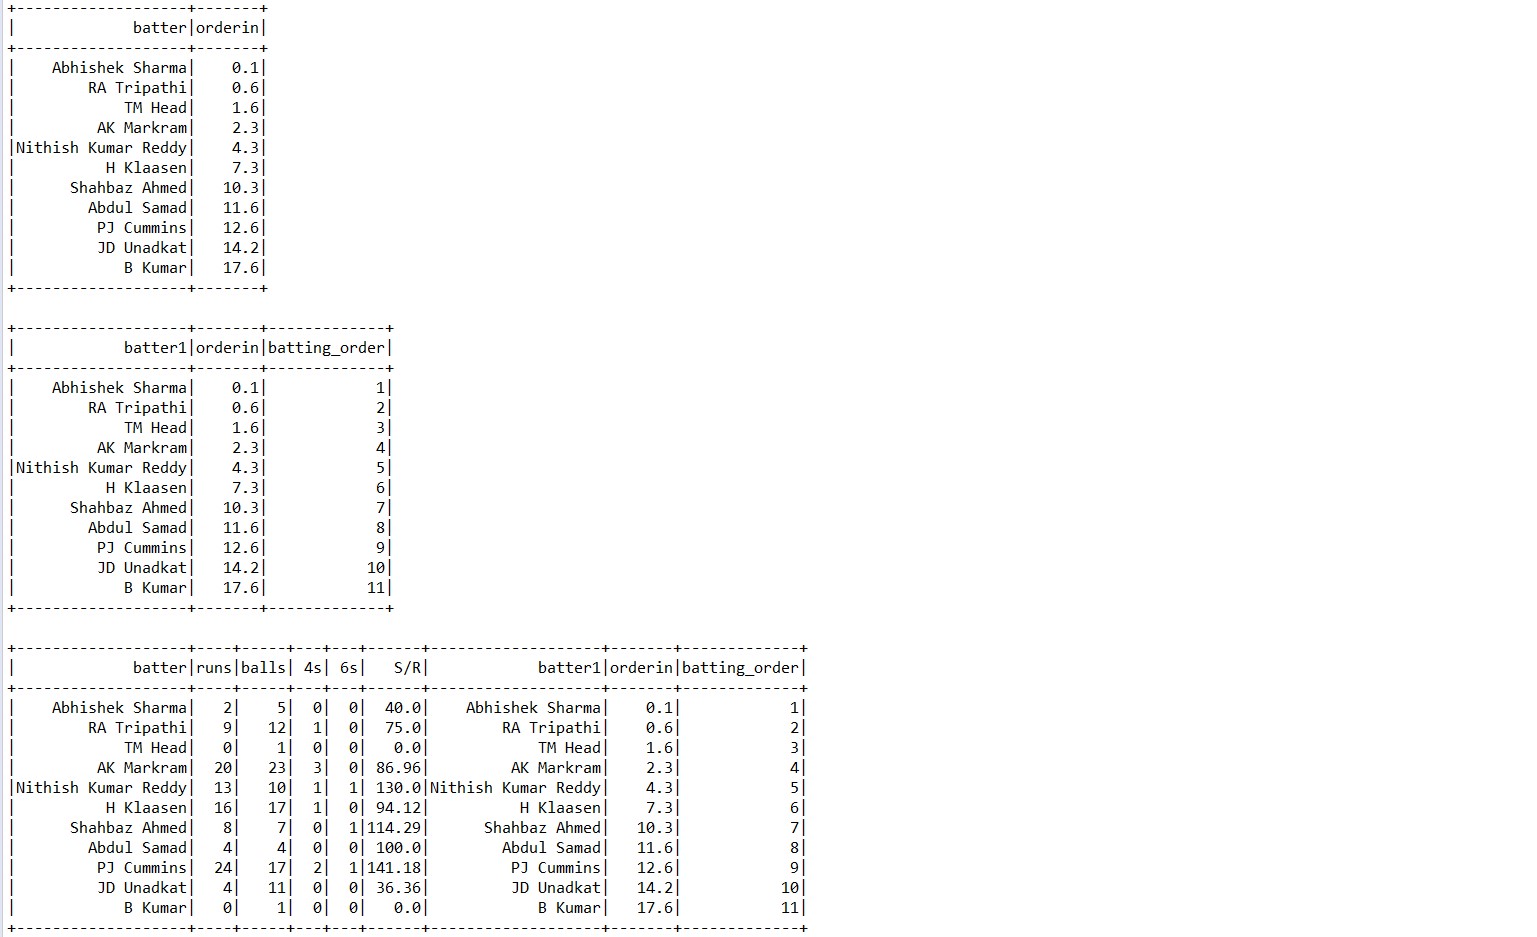 +-------------------+-------+
|             batter|orderin|
+-------------------+-------+
|    Abhishek Sharma|    0.1|
|        RA Tripathi|    0.6|
|            TM Head|    1.6|
|         AK Markram|    2.3|
|Nithish Kumar Reddy|    4.3|
|          H Klaasen|    7.3|
|      Shahbaz Ahmed|   10.3|
|        Abdul Samad|   11.6|
|         PJ Cummins|   12.6|
|         JD Unadkat|   14.2|
|            B Kumar|   17.6|
+-------------------+-------+

+-------------------+-------+-------------+
|            batter1|orderin|batting_order|
+-------------------+-------+-------------+
|    Abhishek Sharma|    0.1|            1|
|        RA Tripathi|    0.6|            2|
|            TM Head|    1.6|            3|
|         AK Markram|    2.3|            4|
|Nithish Kumar Reddy|    4.3|            5|
|          H Klaasen|    7.3|            6|
|      Shahbaz Ahmed|   10.3|            7|
|        Abdul Samad|   11.6|            8|
|         PJ Cummins|   12.6|            9|
|         JD Unadkat|   14.2|           10|
|            B Kumar|   17.6|           11|
+-------------------+-------+-------------+

+-------------------+----+-----+---+---+------+-------------------+-------+-------------+
|             batter|runs|balls| 4s| 6s|   S/R|            batter1|orderin|batting_order|
+-------------------+----+-----+---+---+------+-------------------+-------+-------------+
|    Abhishek Sharma|   2|    5|  0|  0|  40.0|    Abhishek Sharma|    0.1|            1|
|        RA Tripathi|   9|   12|  1|  0|  75.0|        RA Tripathi|    0.6|            2|
|            TM Head|   0|    1|  0|  0|   0.0|            TM Head|    1.6|            3|
|         AK Markram|  20|   23|  3|  0| 86.96|         AK Markram|    2.3|            4|
|Nithish Kumar Reddy|  13|   10|  1|  1| 130.0|Nithish Kumar Reddy|    4.3|            5|
|          H Klaasen|  16|   17|  1|  0| 94.12|          H Klaasen|    7.3|            6|
|      Shahbaz Ahmed|   8|    7|  0|  1|114.29|      Shahbaz Ahmed|   10.3|            7|
|        Abdul Samad|   4|    4|  0|  0| 100.0|        Abdul Samad|   11.6|            8|
|         PJ Cummins|  24|   17|  2|  1|141.18|         PJ Cummins|   12.6|            9|
|         JD Unadkat|   4|   11|  0|  0| 36.36|         JD Unadkat|   14.2|           10|
|            B Kumar|   0|    1|  0|  0|   0.0|            B Kumar|   17.6|           11|
+-------------------+----+-----+---+---+------+-------------------+-------+-------------+